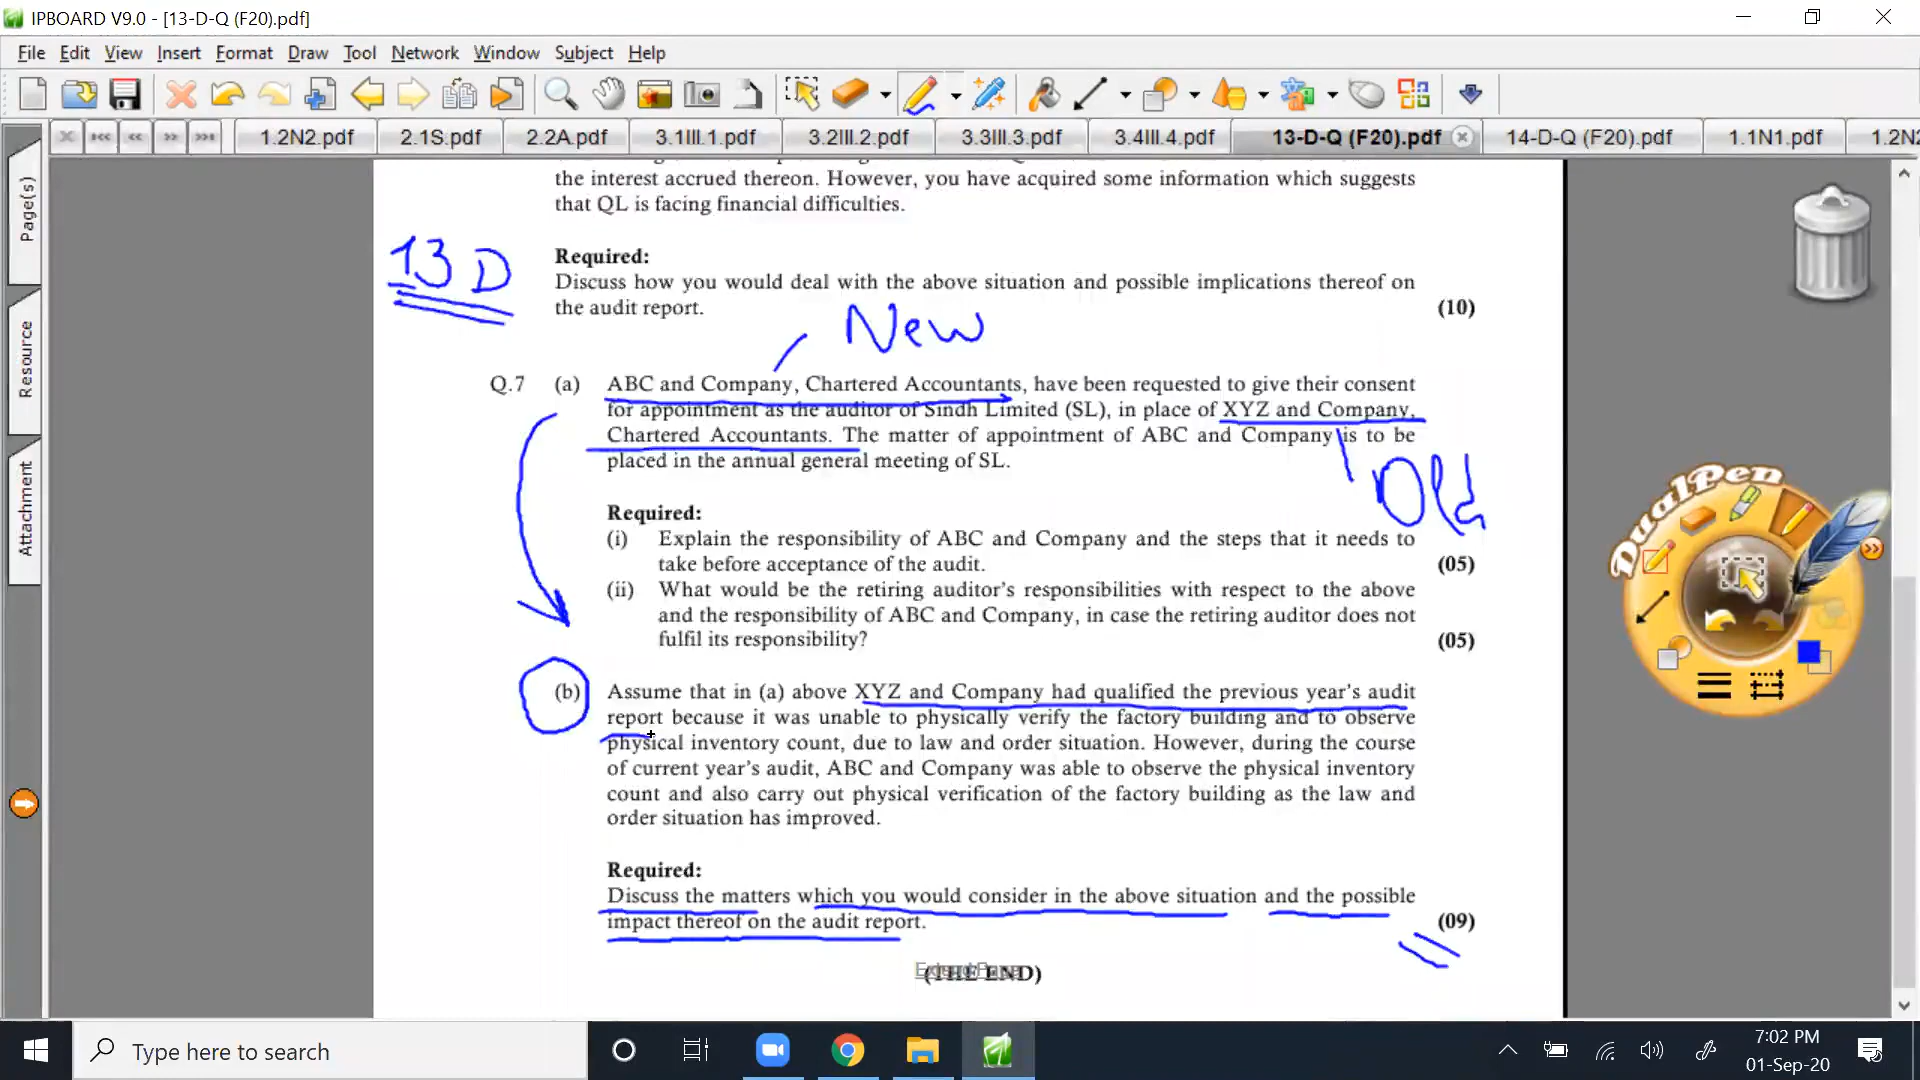 IPBOARD V9.0 - [13-D-Q (F20).pdf]
File Edit View Insert Format Draw Tool Network Window Subject Help
1.2N2.pdf 2.1S.pdf 2.2A.pdf 3.1III.1.pdf 3.2III.2.pdf 3.3III.3.pdf 3.4III.4.pdf 13-D-Q (F20).pdf 14-D-Q (F20).pdf 1.1N1.pdf 1.2N2
Page(s)
Resource
Attachment
the interest accrued thereon. However, you have acquired some information which suggests
that QL is facing financial difficulties.
13 D
Required:
Discuss how you would deal with the above situation and possible implications thereof on
the audit report. (10)
New
Q.7 (a) ABC and Company, Chartered Accountants, have been requested to give their consent
for appointment as the auditor of Sindh Limited (SL), in place of XYZ and Company,
Chartered Accountants. The matter of appointment of ABC and Company is to be
placed in the annual general meeting of SL.
Old
Required:
(i) Explain the responsibility of ABC and Company and the steps that it needs to
take before acceptance of the audit. (05)
(ii) What would be the retiring auditor's responsibilities with respect to the above
and the responsibility of ABC and Company, in case the retiring auditor does not
fulfil its responsibility? (05)
(b) Assume that in (a) above XYZ and Company had qualified the previous year's audit
report because it was unable to physically verify the factory building and to observe
physical inventory count, due to law and order situation. However, during the course
of current year's audit, ABC and Company was able to observe the physical inventory
count and also carry out physical verification of the factory building as the law and
order situation has improved.
Required:
Discuss the matters which you would consider in the above situation and the possible
impact thereof on the audit report. (09)
(THE END)
DualPen
Type here to search
7:02 PM
01-Sep-20